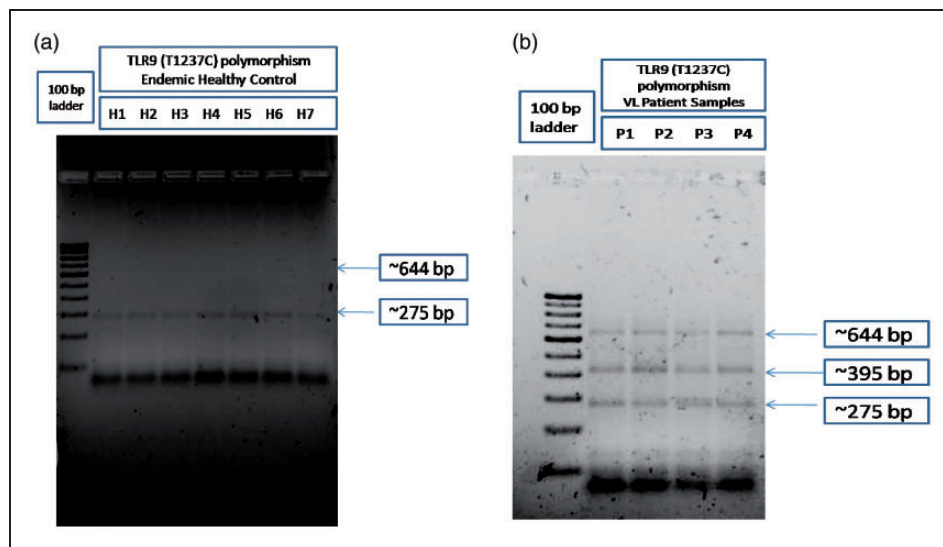 (a)
TLR9 (T1237C) polymorphism
Endemic Healthy Control
100 bp
ladder
H1 H2 H3 H4 H5 H6 H7
~644 bp
~275 bp
(b)
TLR9 (T1237C)
polymorphism
VL Patient Samples
100 bp
ladder
P1 P2 P3 P4
~644 bp
~395 bp
~275 bp